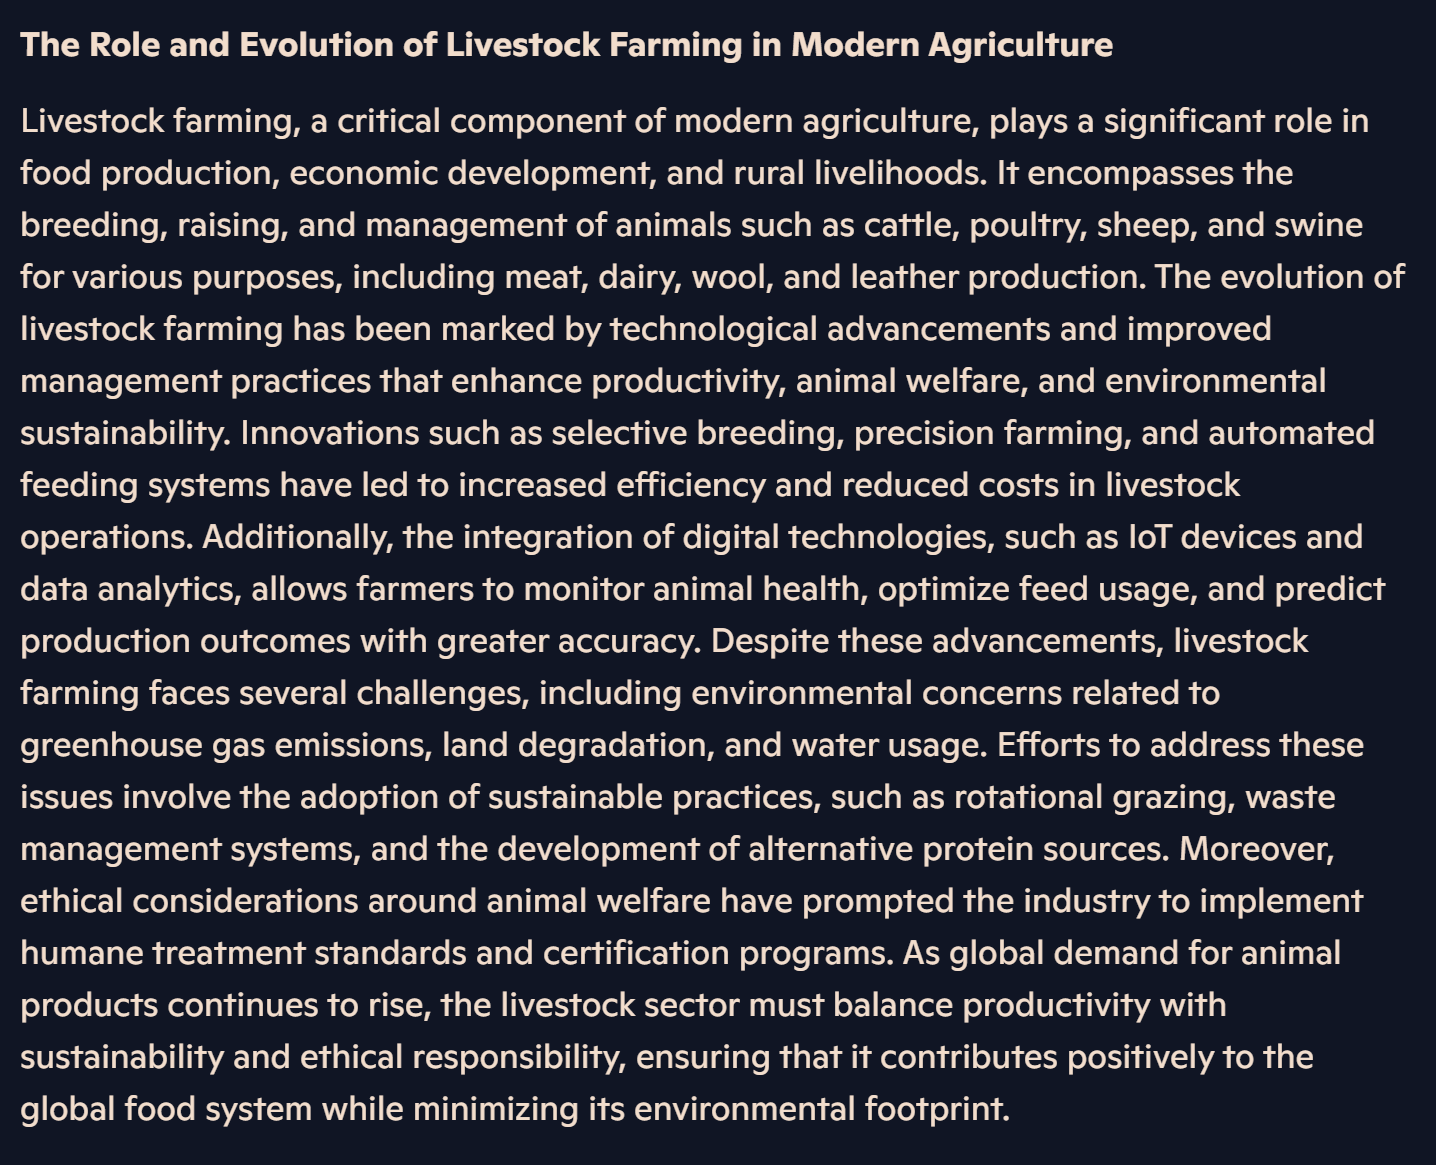 The Role and Evolution of Livestock Farming in Modern Agriculture
Livestock farming, a critical component of modern agriculture, plays a significant role in
food production, economic development, and rural livelihoods. It encompasses the
breeding, raising, and management of animals such as cattle, poultry, sheep, and swine
for various purposes, including meat, dairy, wool, and leather production. The evolution of
livestock farming has been marked by technological advancements and improved
management practices that enhance productivity, animal welfare, and environmental
sustainability. Innovations such as selective breeding, precision farming, and automated
feeding systems have led to increased efficiency and reduced costs in livestock
operations. Additionally, the integration of digital technologies, such as IoT devices and
data analytics, allows farmers to monitor animal health, optimize feed usage, and predict
production outcomes with greater accuracy. Despite these advancements, livestock
farming faces several challenges, including environmental concerns related to
greenhouse gas emissions, land degradation, and water usage. Efforts to address these
issues involve the adoption of sustainable practices, such as rotational grazing, waste
management systems, and the development of alternative protein sources. Moreover,
ethical considerations around animal welfare have prompted the industry to implement
humane treatment standards and certification programs. As global demand for animal
products continues to rise, the livestock sector must balance productivity with
sustainability and ethical responsibility, ensuring that it contributes positively to the
global food system while minimizing its environmental footprint.